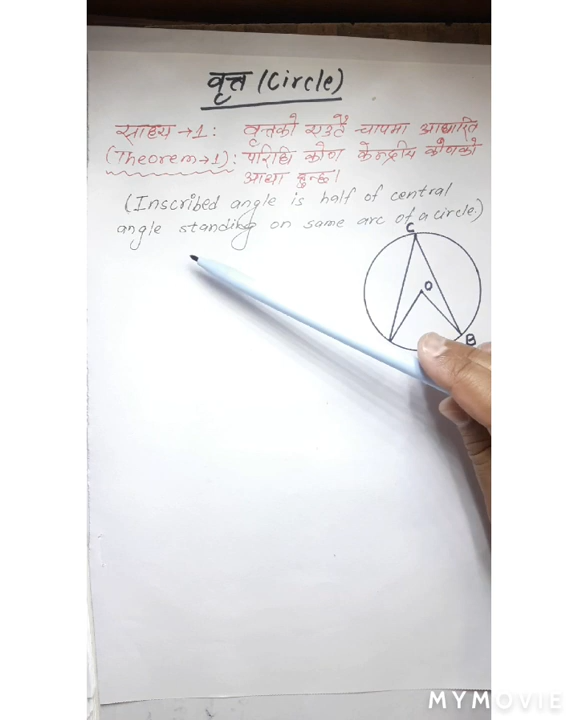 वृत्त (Circle)
साध्य → 1: वृत्तको एउटै चापमा आधारित
(Theorem → 1): परिधि कोण केन्द्रीय कोणको
आधा हुन्छ।
(Inscribed angle is half of central
angle standing on same arc of a circle.)
C
O
B
MYMOVIE